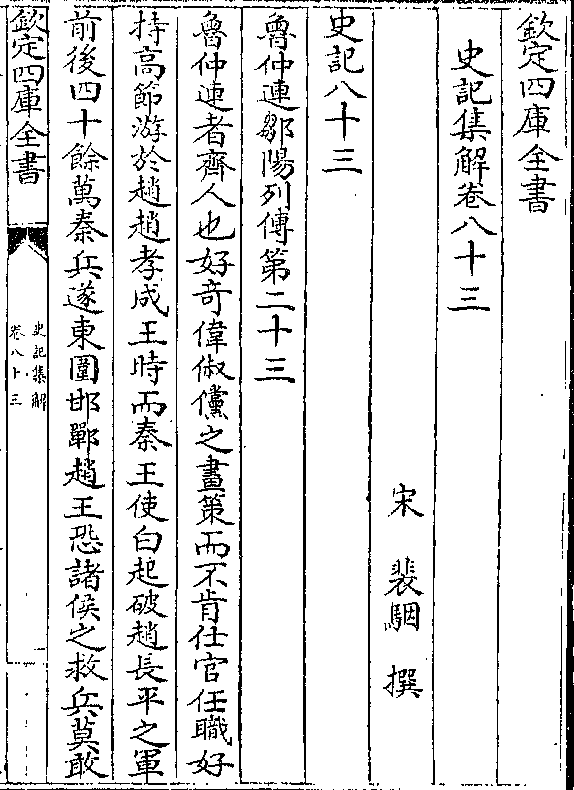 欽定四庫全書
史記集解卷八十三
宋　裴駰　撰
史記八十三
魯仲連鄒陽列傳第二十三
魯仲連者齊人也好奇偉俶儻之畫策而不肯仕官任職好
持高節游於趙趙孝成王時而秦王使白起破趙長平之軍
前後四十餘萬秦兵遂東圍邯鄲趙王恐諸侯之救兵莫敢
欽定四庫全書
史記集解
卷八十三